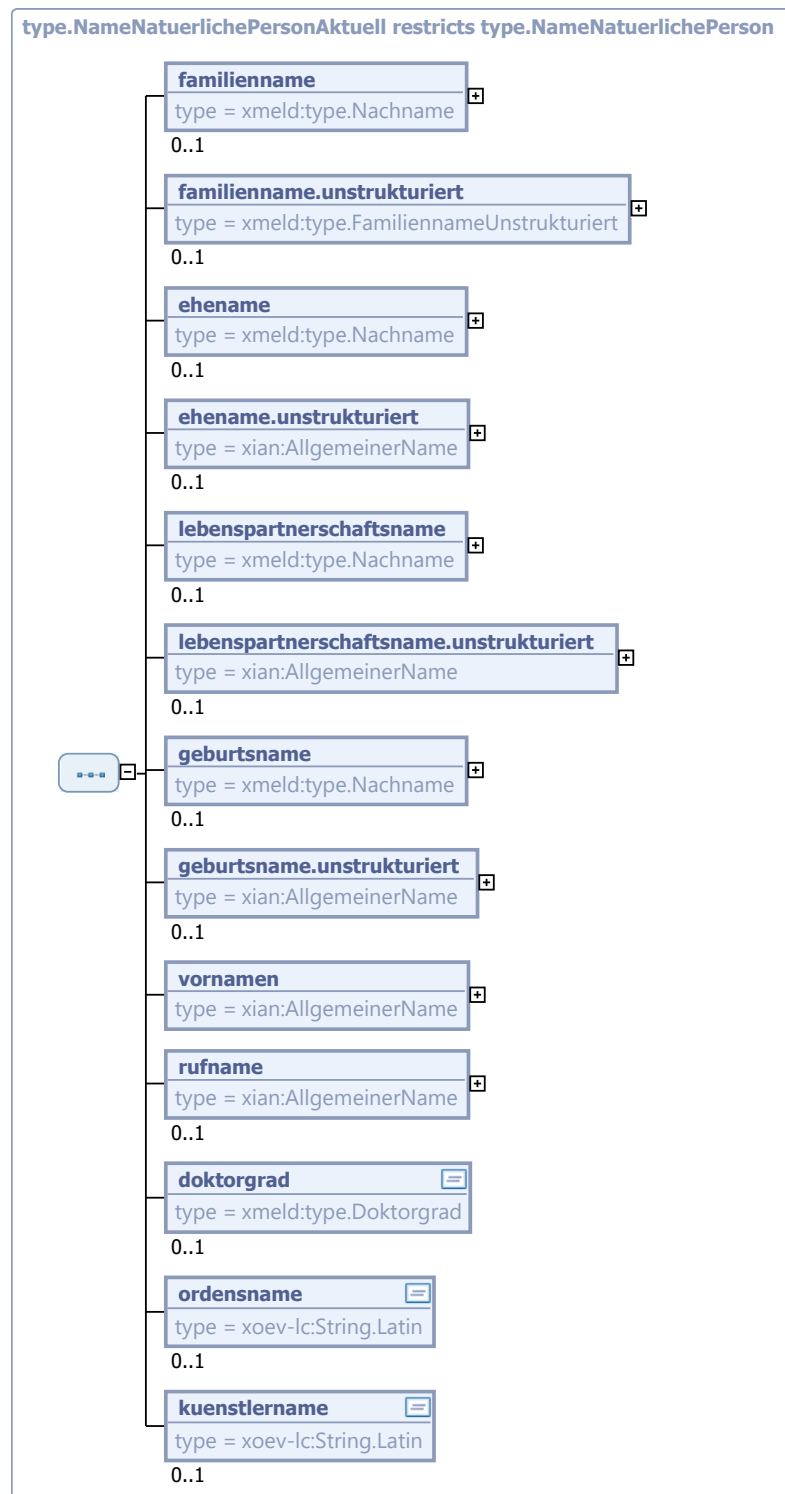 type.NameNatuerlichePersonAktuell restricts type.NameNatuerlichePerson
familienname
type = xmeld:type.Nachname
0..1
familienname.unstrukturiert
type = xmeld:type.FamiliennameUnstrukturiert
0..1
ehename
type = xmeld:type.Nachname
0..1
ehename.unstrukturiert
type = xian:AllgemeinerName
0..1
lebenspartnerschaftsname
type = xmeld:type.Nachname
0..1
lebenspartnerschaftsname.unstrukturiert
type = xian:AllgemeinerName
0..1
geburtsname
type = xmeld:type.Nachname
0..1
geburtsname.unstrukturiert
type = xian:AllgemeinerName
0..1
vornamen
type = xian:AllgemeinerName
rufname
type = xian:AllgemeinerName
0..1
doktorgrad
type = xmeld:type.Doktorgrad
0..1
ordensname
type = xoev-lc:String.Latin
0..1
kuenstlername
type = xoev-lc:String.Latin
0..1